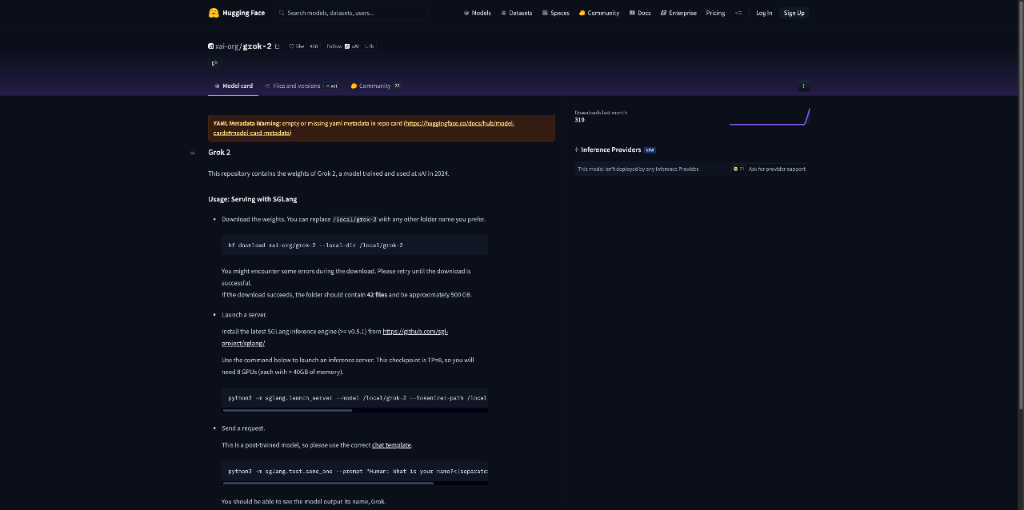 Hugging Face
Search models, datasets, users...
Models
Datasets
Spaces
Community
Docs
Enterprise
Pricing
Log In
Sign Up
xai-org/grok-2
like
Follow
xAI
Model card
Files and versions
xet
Community
22
YAML Metadata Warning: empty or missing yaml metadata in repo card (https://huggingface.co/docs/hub/model-
cards#model-card-metadata)
Downloads last month
319
Grok 2
Inference Providers
NEW
This repository contains the weights of Grok 2, a model trained and used at xAI in 2024.
This model isn't deployed by any Inference Provider.
Ask for provider support
Usage: Serving with SGLang
Download the weights. You can replace /local/grok-2 with any other folder name you prefer.
hf download xai-org/grok-2 --local-dir /local/grok-2
You might encounter some errors during the download. Please retry until the download is
successful.
If the download succeeds, the folder should contain 42 files and be approximately 500 GB.
Launch a server.
Install the latest SGLang inference engine (>= v0.5.1) from https://github.com/sgl-
project/sglang/
Use the command below to launch an inference server. This checkpoint is TP=8, so you will
need 8 GPUs (each with > 40GB of memory).
python3 -m sglang.launch_server --model /local/grok-2 --tokenizer-path /local
Send a request.
This is a post-trained model, so please use the correct chat template.
python3 -m sglang.test.send_one --prompt "Human: What is your name?<|separator
You should be able to see the model output its name, Grok.